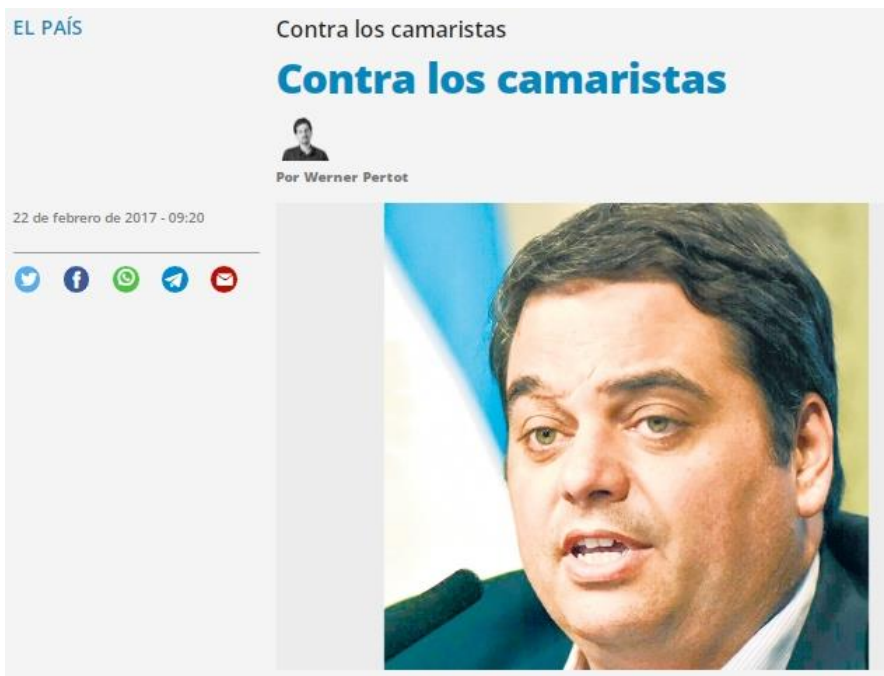 EL PAÍS
Contra los camaristas
Contra los camaristas
Por Werner Pertot
22 de febrero de 2017 - 09:20